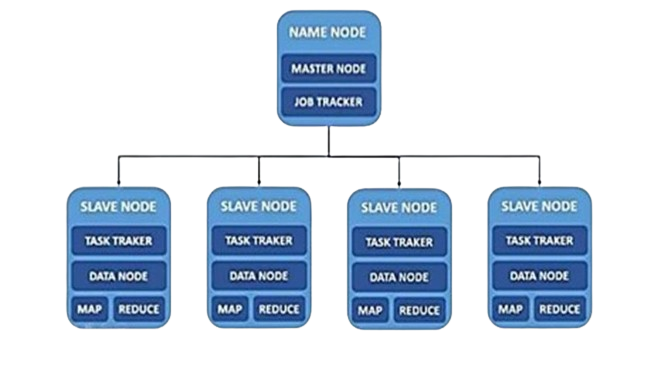 NAME NODE
MASTER NODE
JOB TRACKER
SLAVE NODE SLAVE NODE SLAVE NODE SLAVE NODE
TASK TRAKER TASK TRAKER TASK TRAKER TASK TRAKER
DATA NODE DATA NODE DATA NODE DATA NODE
MAP REDUCE MAP REDUCE MAP REDUCE MAP REDUCE